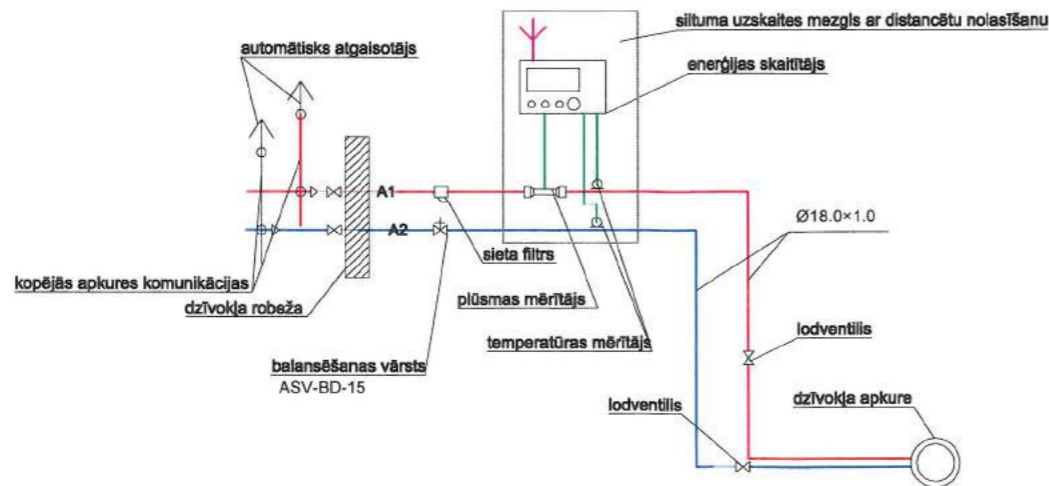 siltuma uzskaites mezgls ar distancētu nolasīšanu
automātisks atgaisotājs
enerģijas skaitītājs
A1
Ø18.0×1.0
A2
sieta filtrs
kopējās apkures komunikācijas
plūsmas mērītājs
dzīvokļa robeža
lodventilis
temperatūras mērītājs
balansēšanas vārsts
ASV-BD-15
lodventilis
dzīvokļa apkure